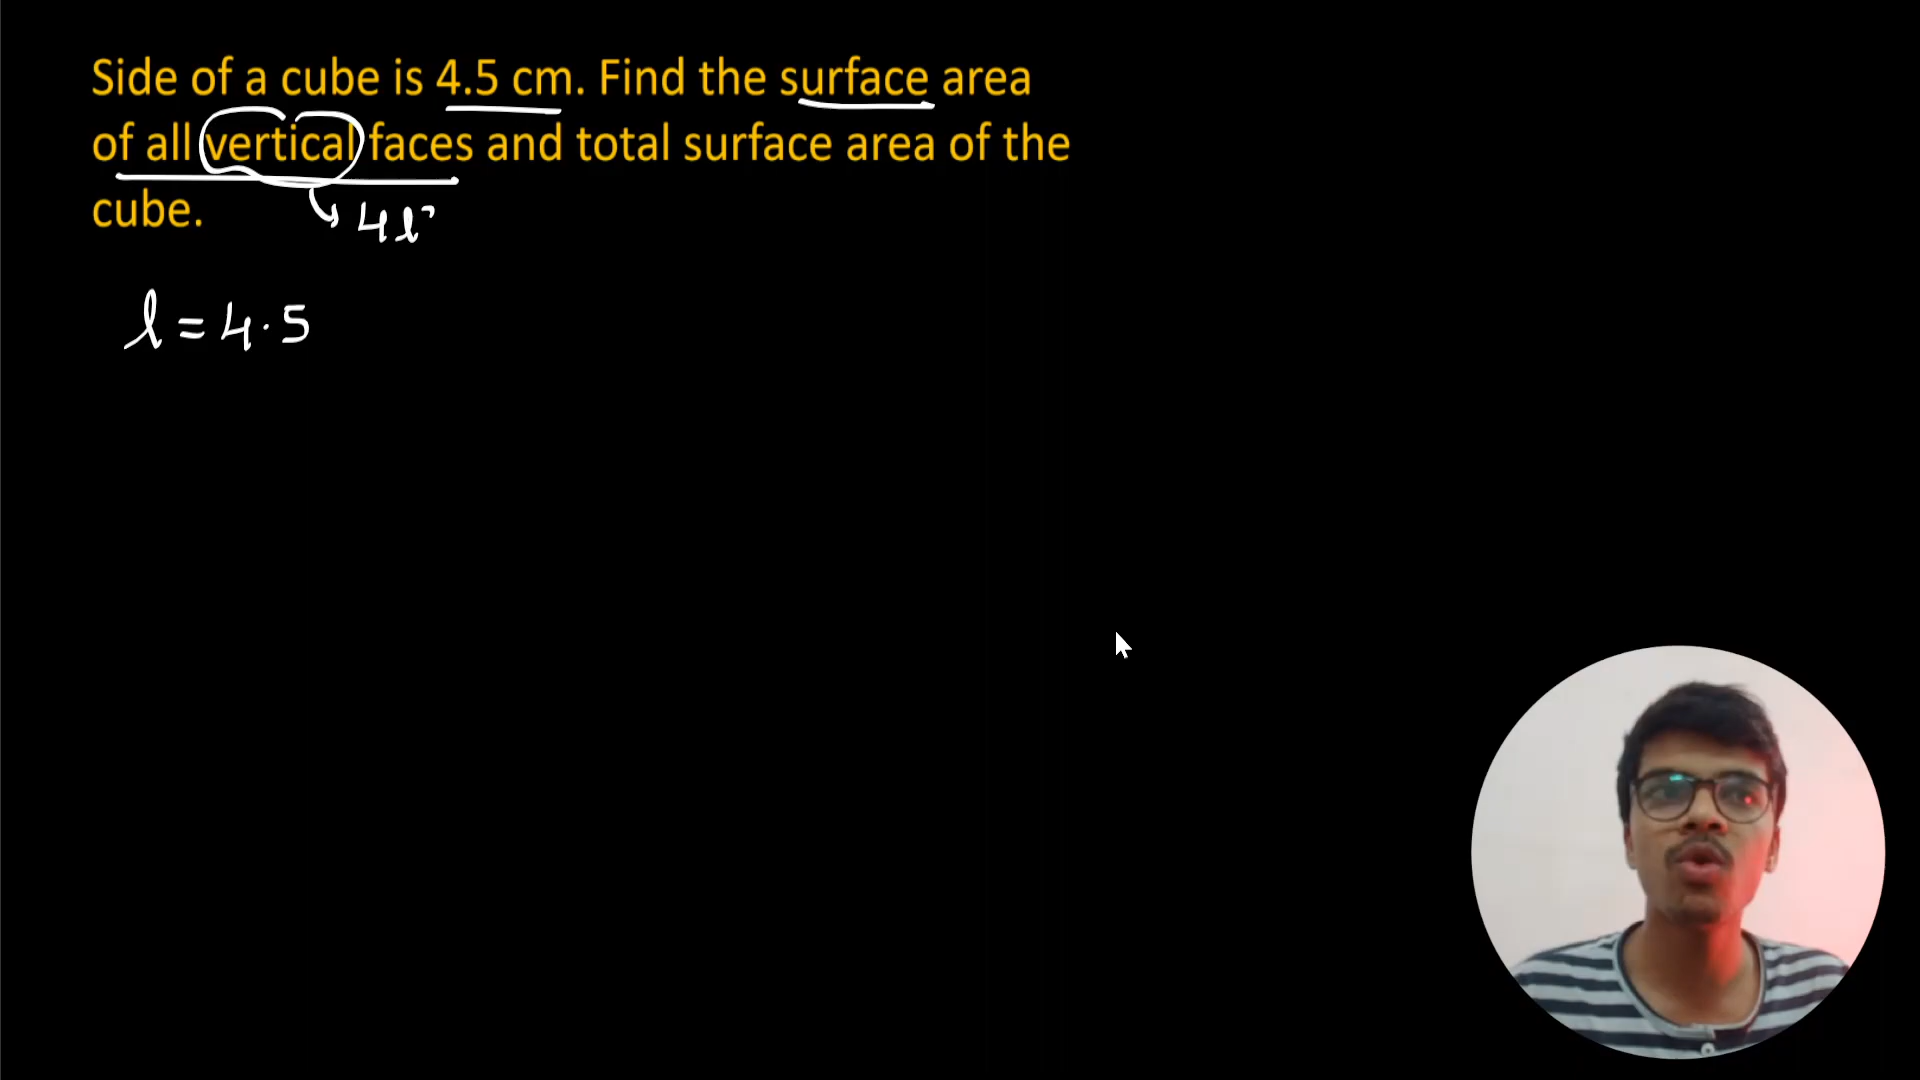 Side of a cube is 4.5 cm. Find the surface area
of all vertical faces and total surface area of the
cube.
4l²
l = 4.5